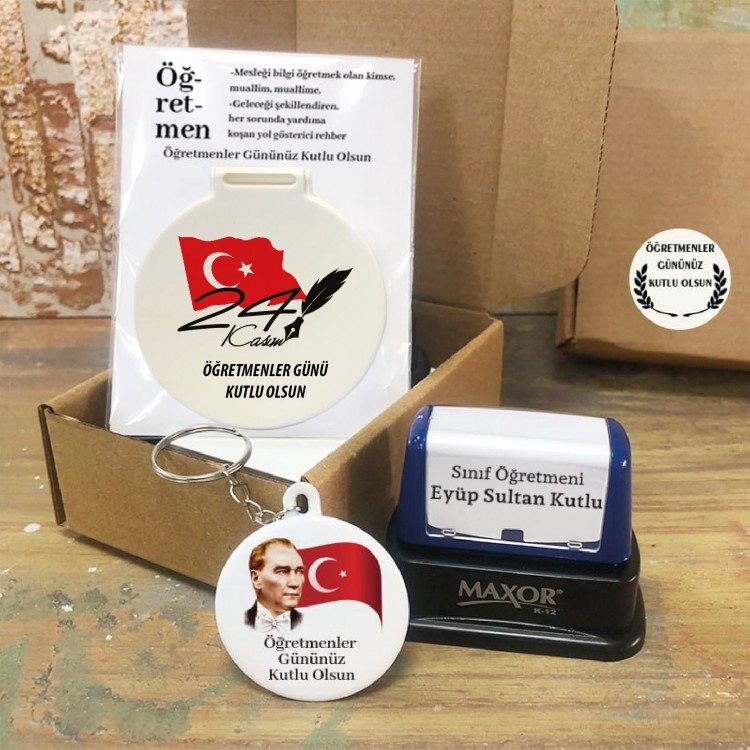 Öğ-
ret-
men
-Mesleği bilgi öğretmek olan kimse,
muallim, muallime.
-Geleceği şekillendiren,
her sorunda yardıma
koşan yol gösterici rehber
Öğretmenler Gününüz Kutlu Olsun
24
Kasım
ÖĞRETMENLER GÜNÜ
KUTLU OLSUN
ÖĞRETMENLER
GÜNÜNÜZ
KUTLU OLSUN
Sınıf Öğretmeni
Eyüp Sultan Kutlu
MAXOR®
K-12
Öğretmenler
Gününüz
Kutlu Olsun